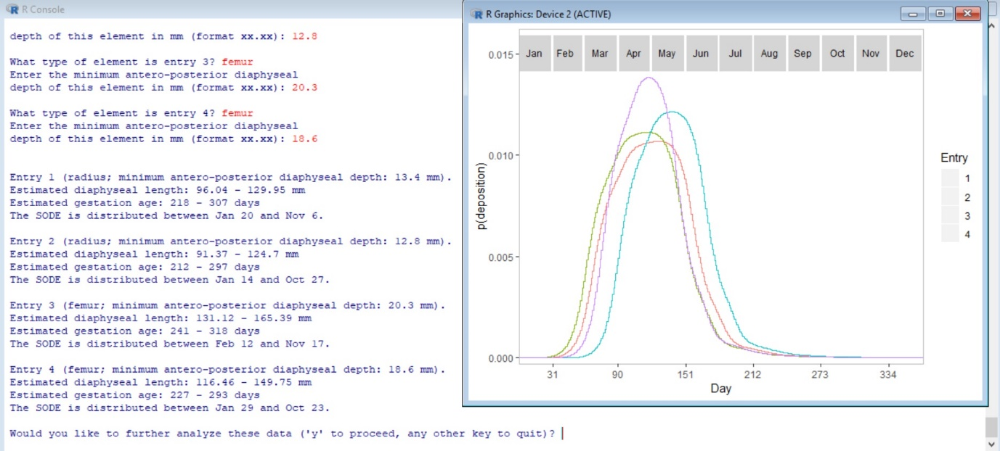 R Console
depth of this element in mm (format xx.xx): 12.8
What type of element is entry 3? femur
Enter the minimum antero-posterior diaphyseal
depth of this element in mm (format xx.xx): 20.3
What type of element is entry 4? femur
Enter the minimum antero-posterior diaphyseal
depth of this element in mm (format xx.xx): 18.6
Entry 1 (radius; minimum antero-posterior diaphyseal depth: 13.4 mm).
Estimated diaphyseal length: 96.04 - 129.95 mm
Estimated gestation age: 218 - 307 days
The SODE is distributed between Jan 20 and Nov 6.
Entry 2 (radius; minimum antero-posterior diaphyseal depth: 12.8 mm).
Estimated diaphyseal length: 91.37 - 124.7 mm
Estimated gestation age: 212 - 297 days
The SODE is distributed between Jan 14 and Oct 27.
Entry 3 (femur; minimum antero-posterior diaphyseal depth: 20.3 mm).
Estimated diaphyseal length: 131.12 - 165.39 mm
Estimated gestation age: 241 - 318 days
The SODE is distributed between Feb 12 and Nov 17.
Entry 4 (femur; minimum antero-posterior diaphyseal depth: 18.6 mm).
Estimated diaphyseal length: 116.46 - 149.75 mm
Estimated gestation age: 227 - 293 days
The SODE is distributed between Jan 29 and Oct 23.
Would you like to further analyze these data ('y' to proceed, any other key to quit)?
R Graphics: Device 2 (ACTIVE)
Jan Feb Mar Apr May Jun Jul Aug Sep Oct Nov Dec
0.015
0.010
0.005
0.000
p(deposition)
31 90 151 212 273 334
Day
Entry
1
2
3
4